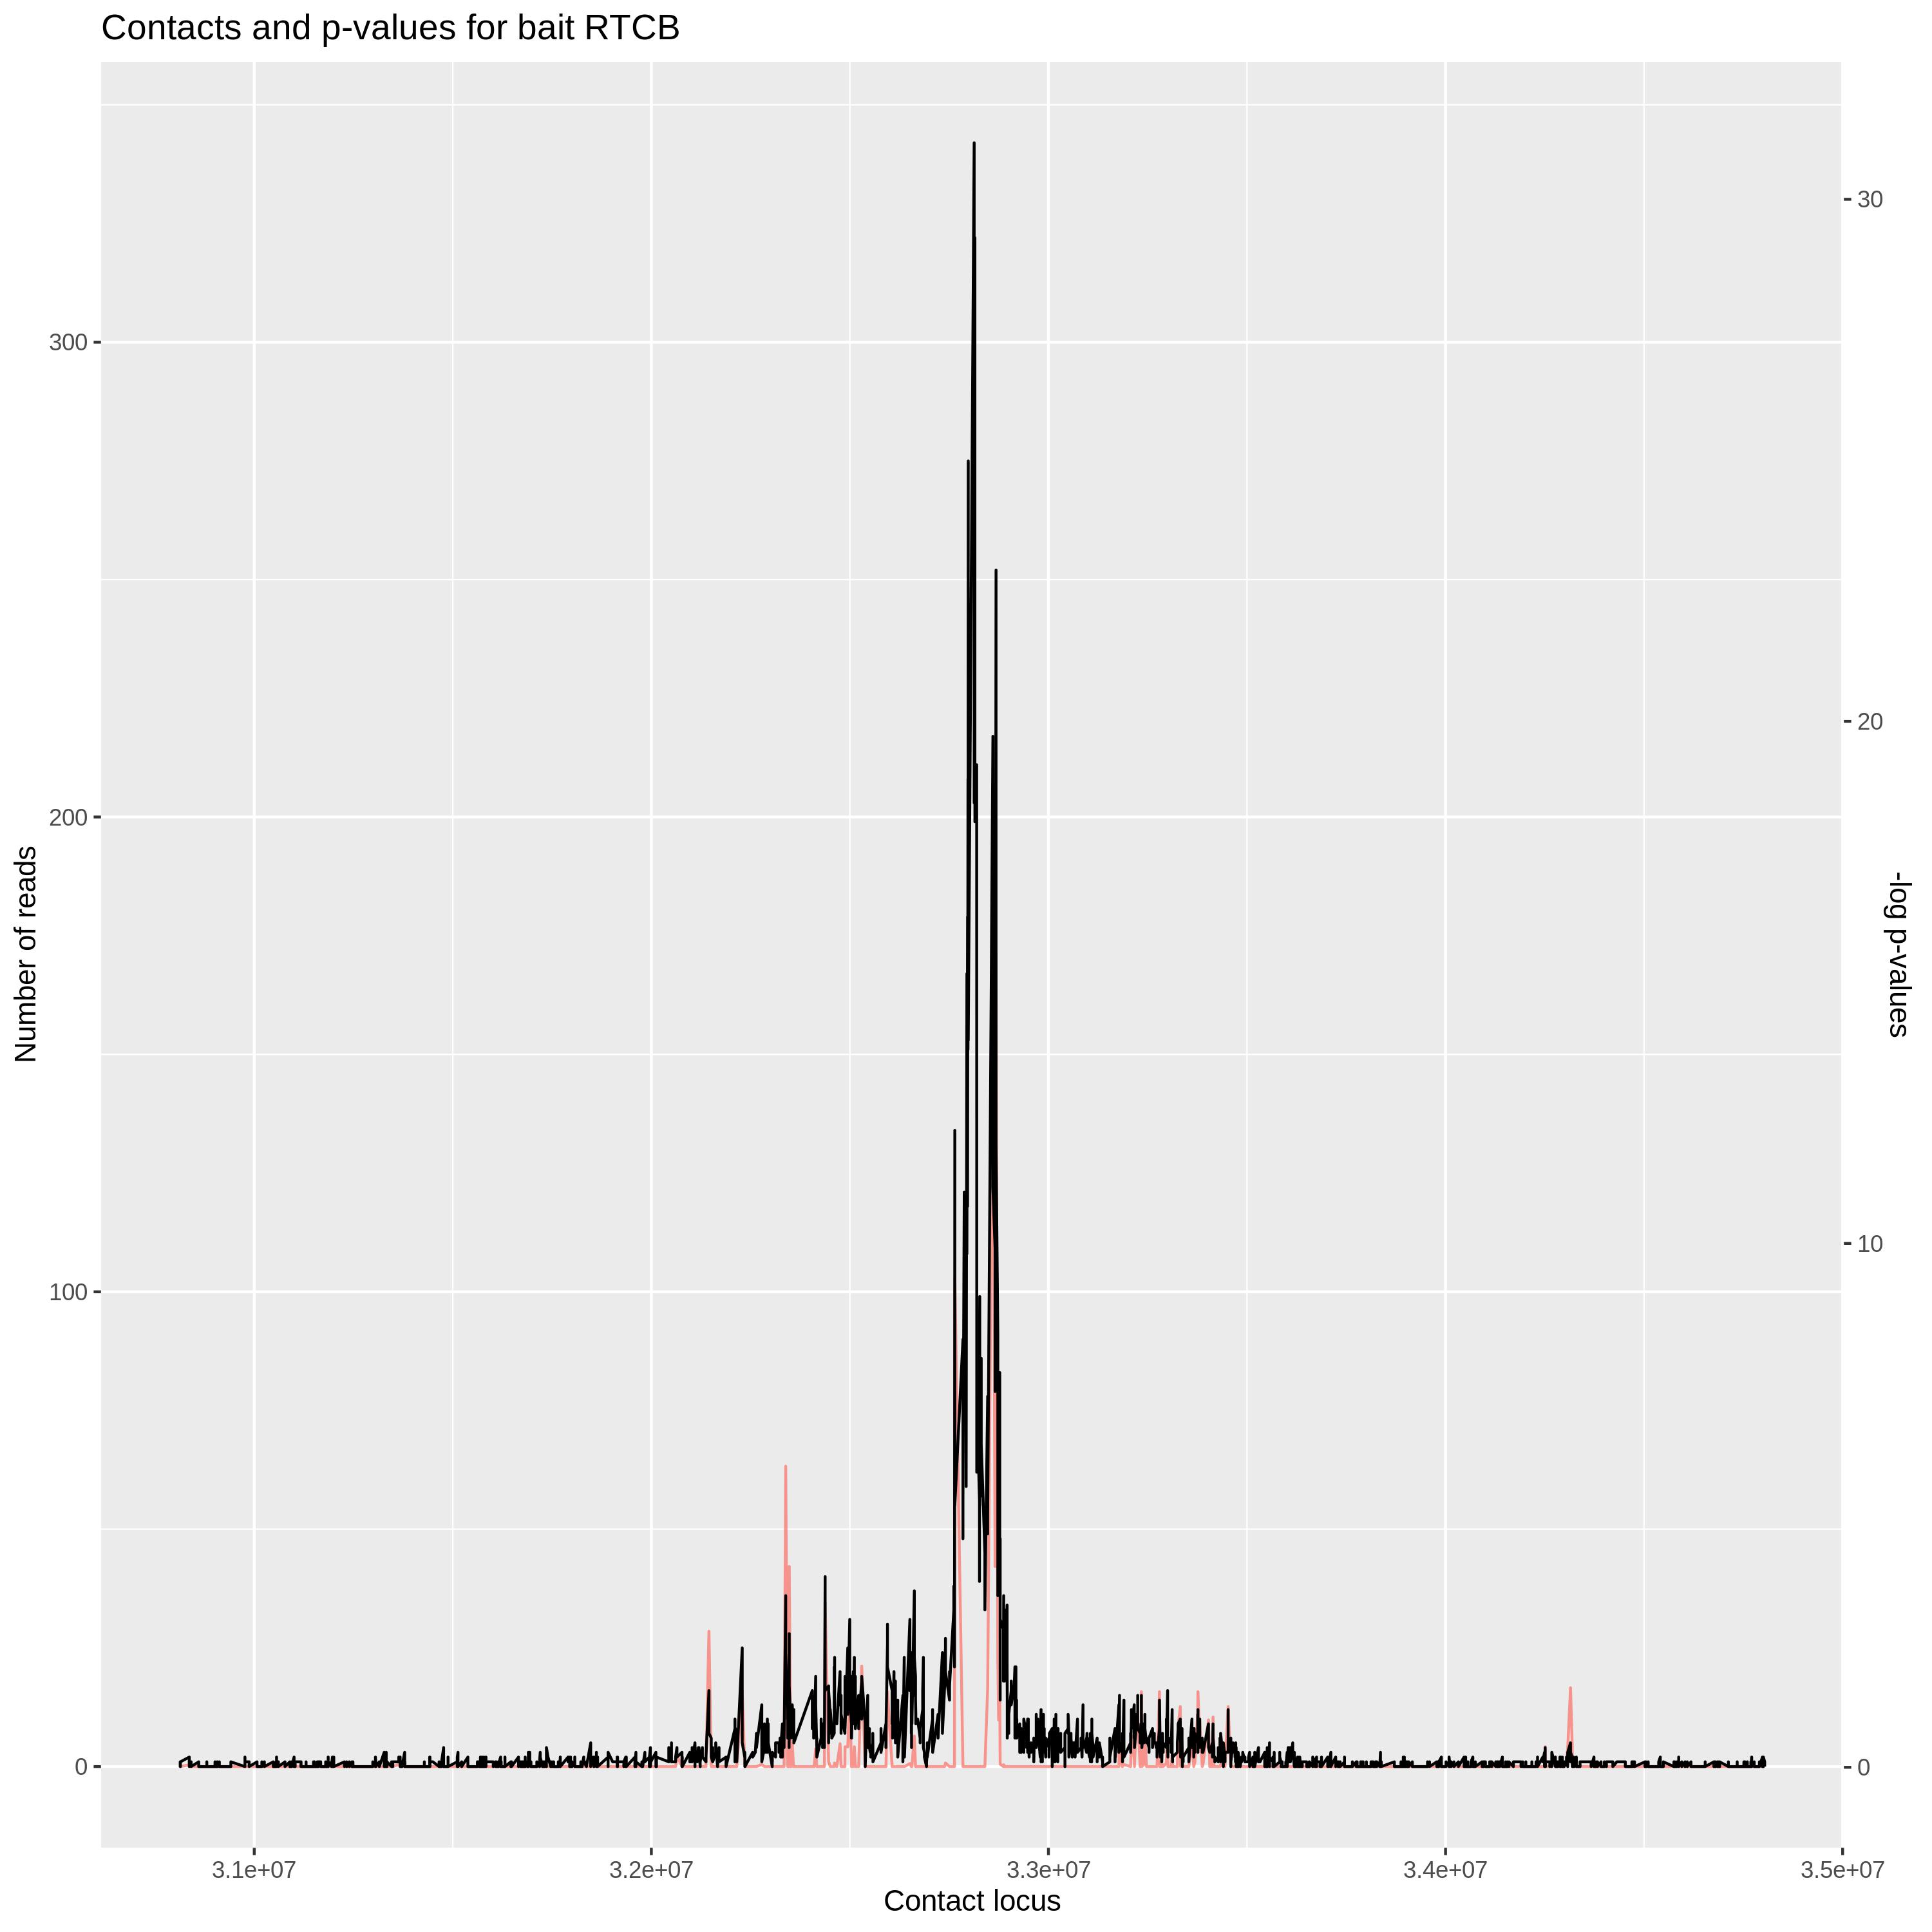 Contacts and p-values for bait RTCB
300
200
100
0
Number of reads
30
20
10
0
-log p-values
3.1e+07
3.2e+07
3.3e+07
3.4e+07
3.5e+07
Contact locus